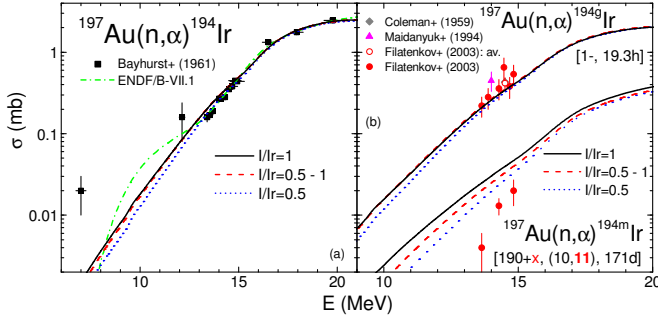 ¹⁹⁷Au(n,α)¹⁹⁴Ir
Bayhurst+ (1961)
ENDF/B-VII.1
σ (mb)
1
0.1
0.01
I/Ir=1
I/Ir=0.5 - 1
I/Ir=0.5
(a)
10
15
20
Coleman+ (1959)
Maidanyuk+ (1994)
Filatenkov+ (2003): av.
Filatenkov+ (2003)
¹⁹⁷Au(n,α)¹⁹⁴ᵍIr
[1-, 19.3h]
(b)
I/Ir=1
I/Ir=0.5 - 1
I/Ir=0.5
¹⁹⁷Au(n,α)¹⁹⁴ᵐIr
[190+x, (10,11), 171d]
10
15
20
E (MeV)
E (MeV)